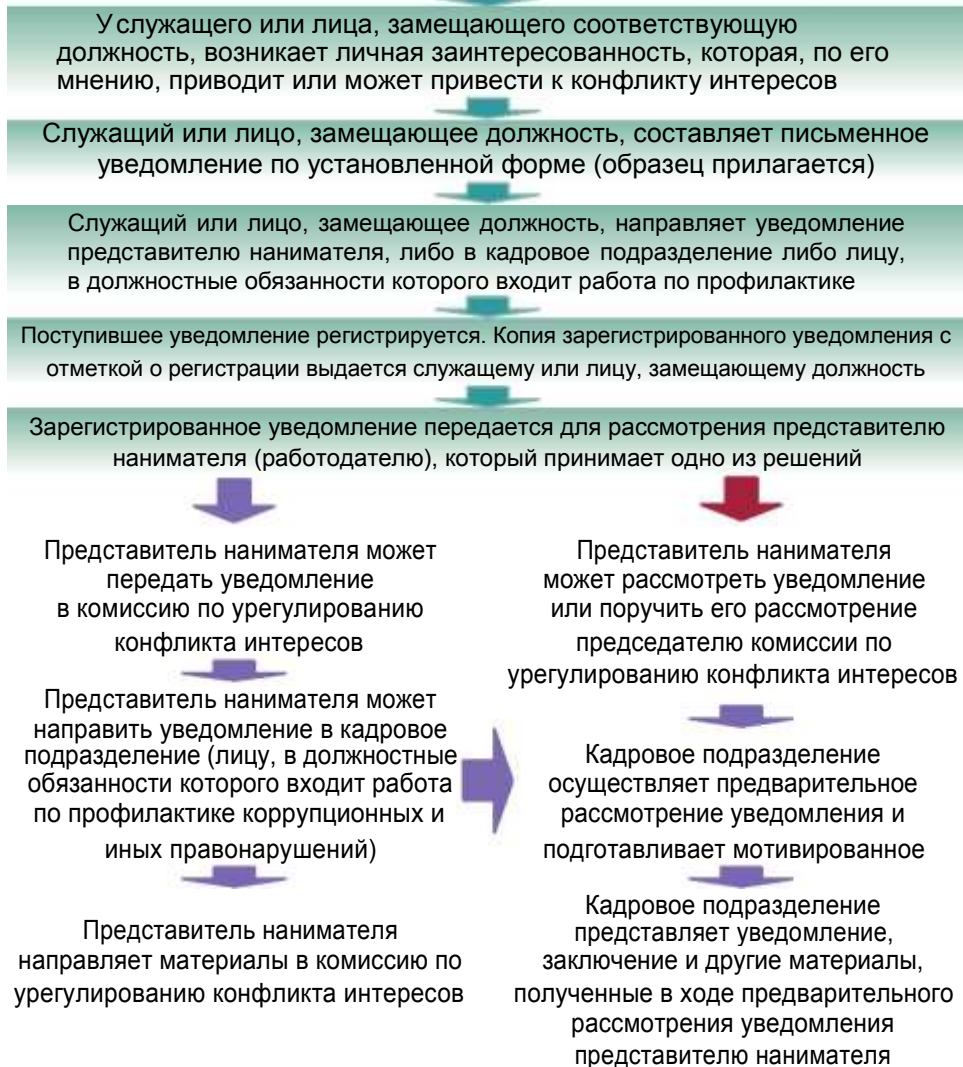 У служащего или лица, замещающего соответствующую
должность, возникает личная заинтересованность, которая, по его
мнению, приводит или может привести к конфликту интересов
Служащий или лицо, замещающее должность, составляет письменное
уведомление по установленной форме (образец прилагается)
Служащий или лицо, замещающее должность, направляет уведомление
представителю нанимателя, либо в кадровое подразделение либо лицу,
в должностные обязанности которого входит работа по профилактике
Поступившее уведомление регистрируется. Копия зарегистрированного уведомления с
отметкой о регистрации выдается служащему или лицу, замещающему должность
Зарегистрированное уведомление передается для рассмотрения представителю
нанимателя (работодателю), который принимает одно из решений
Представитель нанимателя может
передать уведомление
в комиссию по урегулированию
конфликта интересов
Представитель нанимателя может
направить уведомление в кадровое
подразделение (лицу, в должностные
обязанности которого входит работа
по профилактике коррупционных и
иных правонарушений)
Представитель нанимателя
направляет материалы в комиссию по
урегулированию конфликта интересов
Представитель нанимателя
может рассмотреть уведомление
или поручить его рассмотрение
председателю комиссии по
урегулированию конфликта интересов
Кадровое подразделение
осуществляет предварительное
рассмотрение уведомления и
подготавливает мотивированное
Кадровое подразделение
представляет уведомление,
заключение и другие материалы,
полученные в ходе предварительного
рассмотрения уведомления
представителю нанимателя